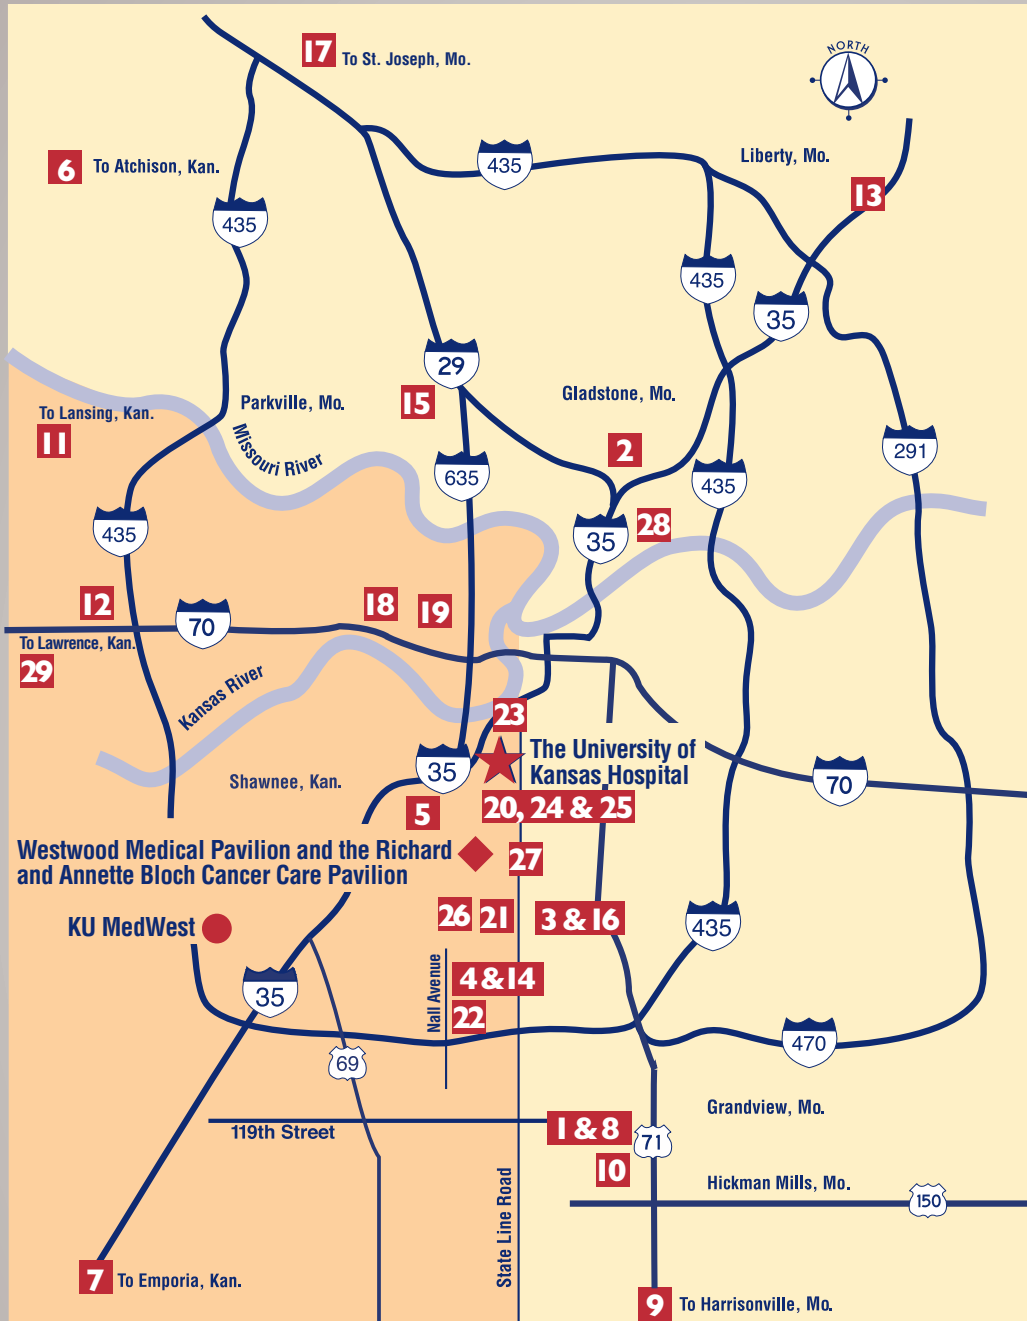 NORTH
17 To St. Joseph, Mo.
6 To Atchison, Kan.
435
Liberty, Mo.
13
435
435
35
29
15
Parkville, Mo.
Gladstone, Mo.
To Lansing, Kan.
11
Missouri River
2
291
635
435
435
35
28
12
18
19
70
To Lawrence, Kan.
29
Kansas River
23
The University of
Kansas Hospital
35
Shawnee, Kan.
70
5
20, 24 & 25
Westwood Medical Pavilion and the Richard
and Annette Bloch Cancer Care Pavilion
27
KU MedWest
26 21
3 & 16
435
Nall Avenue
4 & 14
35
22
470
69
Grandview, Mo.
119th Street
1 & 8
71
10
Hickman Mills, Mo.
150
State Line Road
7 To Emporia, Kan.
9 To Harrisonville, Mo.